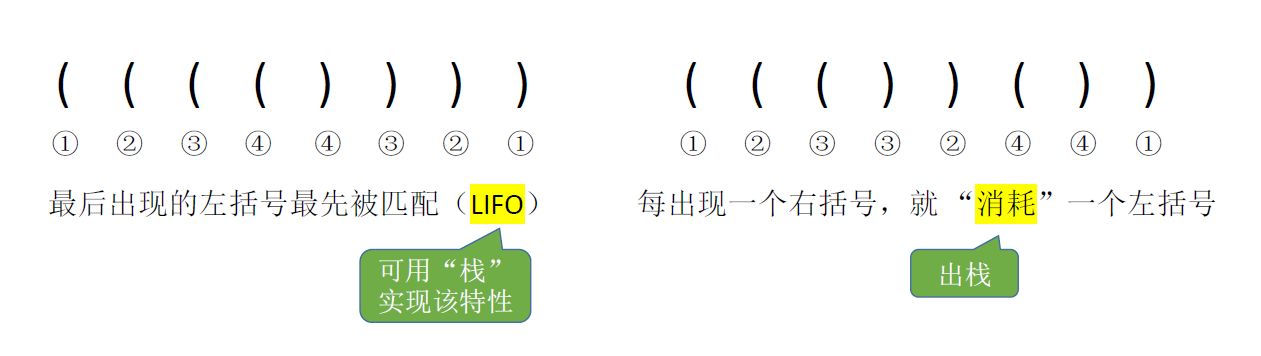 ( ( ( ( ) ) ) )
① ② ③ ④ ④ ③ ② ①
最后出现的左括号最先被匹配（LIFO）
可用“栈”
实现该特性
( ( ( ) ) ( ) )
① ② ③ ③ ② ④ ④ ①
每出现一个右括号，就“消耗”一个左括号
出栈